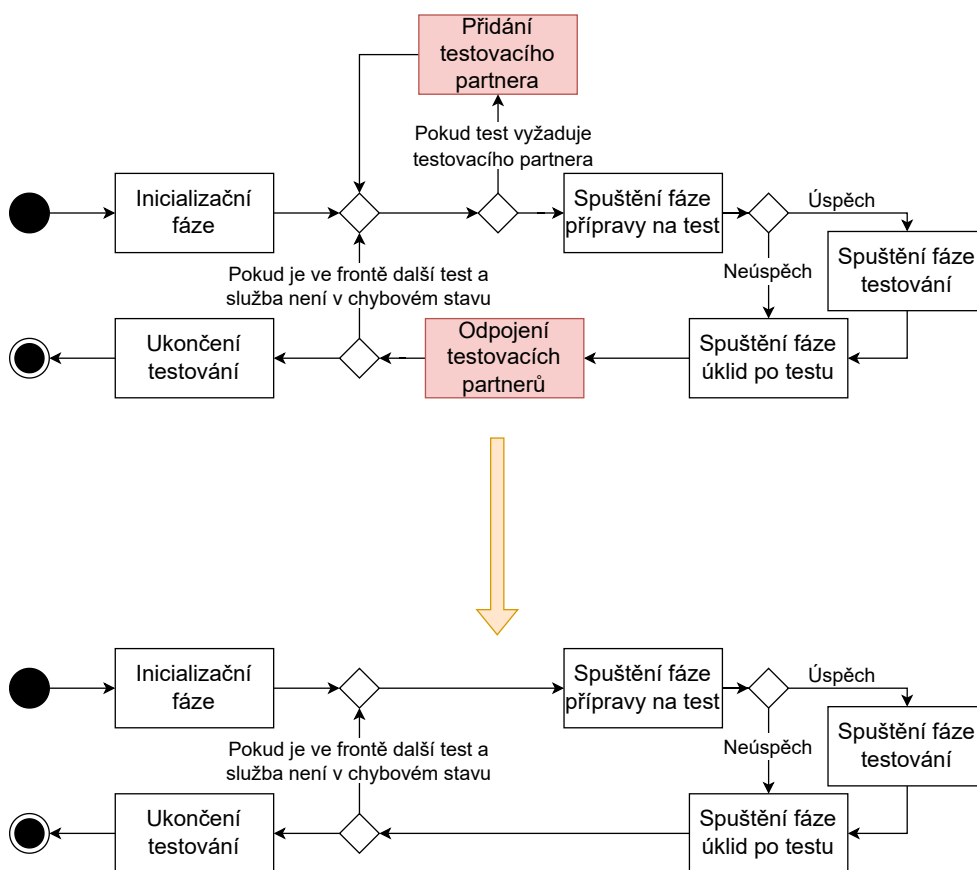 Přidání
testovacího
partnera
Pokud test vyžaduje
testovacího partnera
Inicializační
fáze
Spuštění fáze
přípravy na test
Úspěch
Neúspěch
Spuštění fáze
testování
Pokud je ve frontě další test a
služba není v chybovém stavu
Ukončení
testování
Odpojení
testovacích
partnerů
Spuštění fáze
úklid po testu
Inicializační
fáze
Spuštění fáze
přípravy na test
Úspěch
Neúspěch
Spuštění fáze
testování
Pokud je ve frontě další test a
služba není v chybovém stavu
Ukončení
testování
Spuštění fáze
úklid po testu